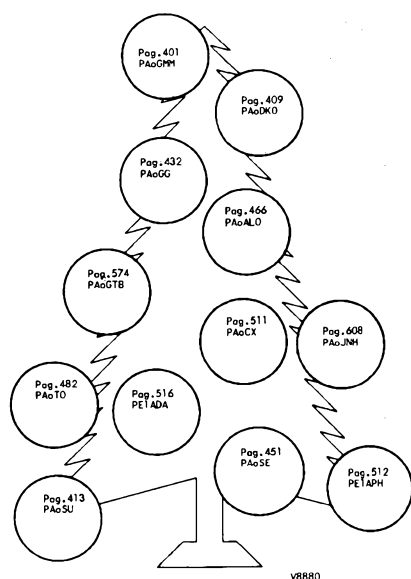 Pag.401
PAoGMM
Pag.409
PAoDKO
Pag.432
PAoGG
Pag.466
PAoALO
Pag.574
PAoGTB
Pag.511
PAoCX
Pag.608
PAoJNH
Pag.482
PAoTO
Pag.516
PE1ADA
Pag.451
PAoSE
Pag.512
PE1APH
Pag.413
PAoSU
V8880